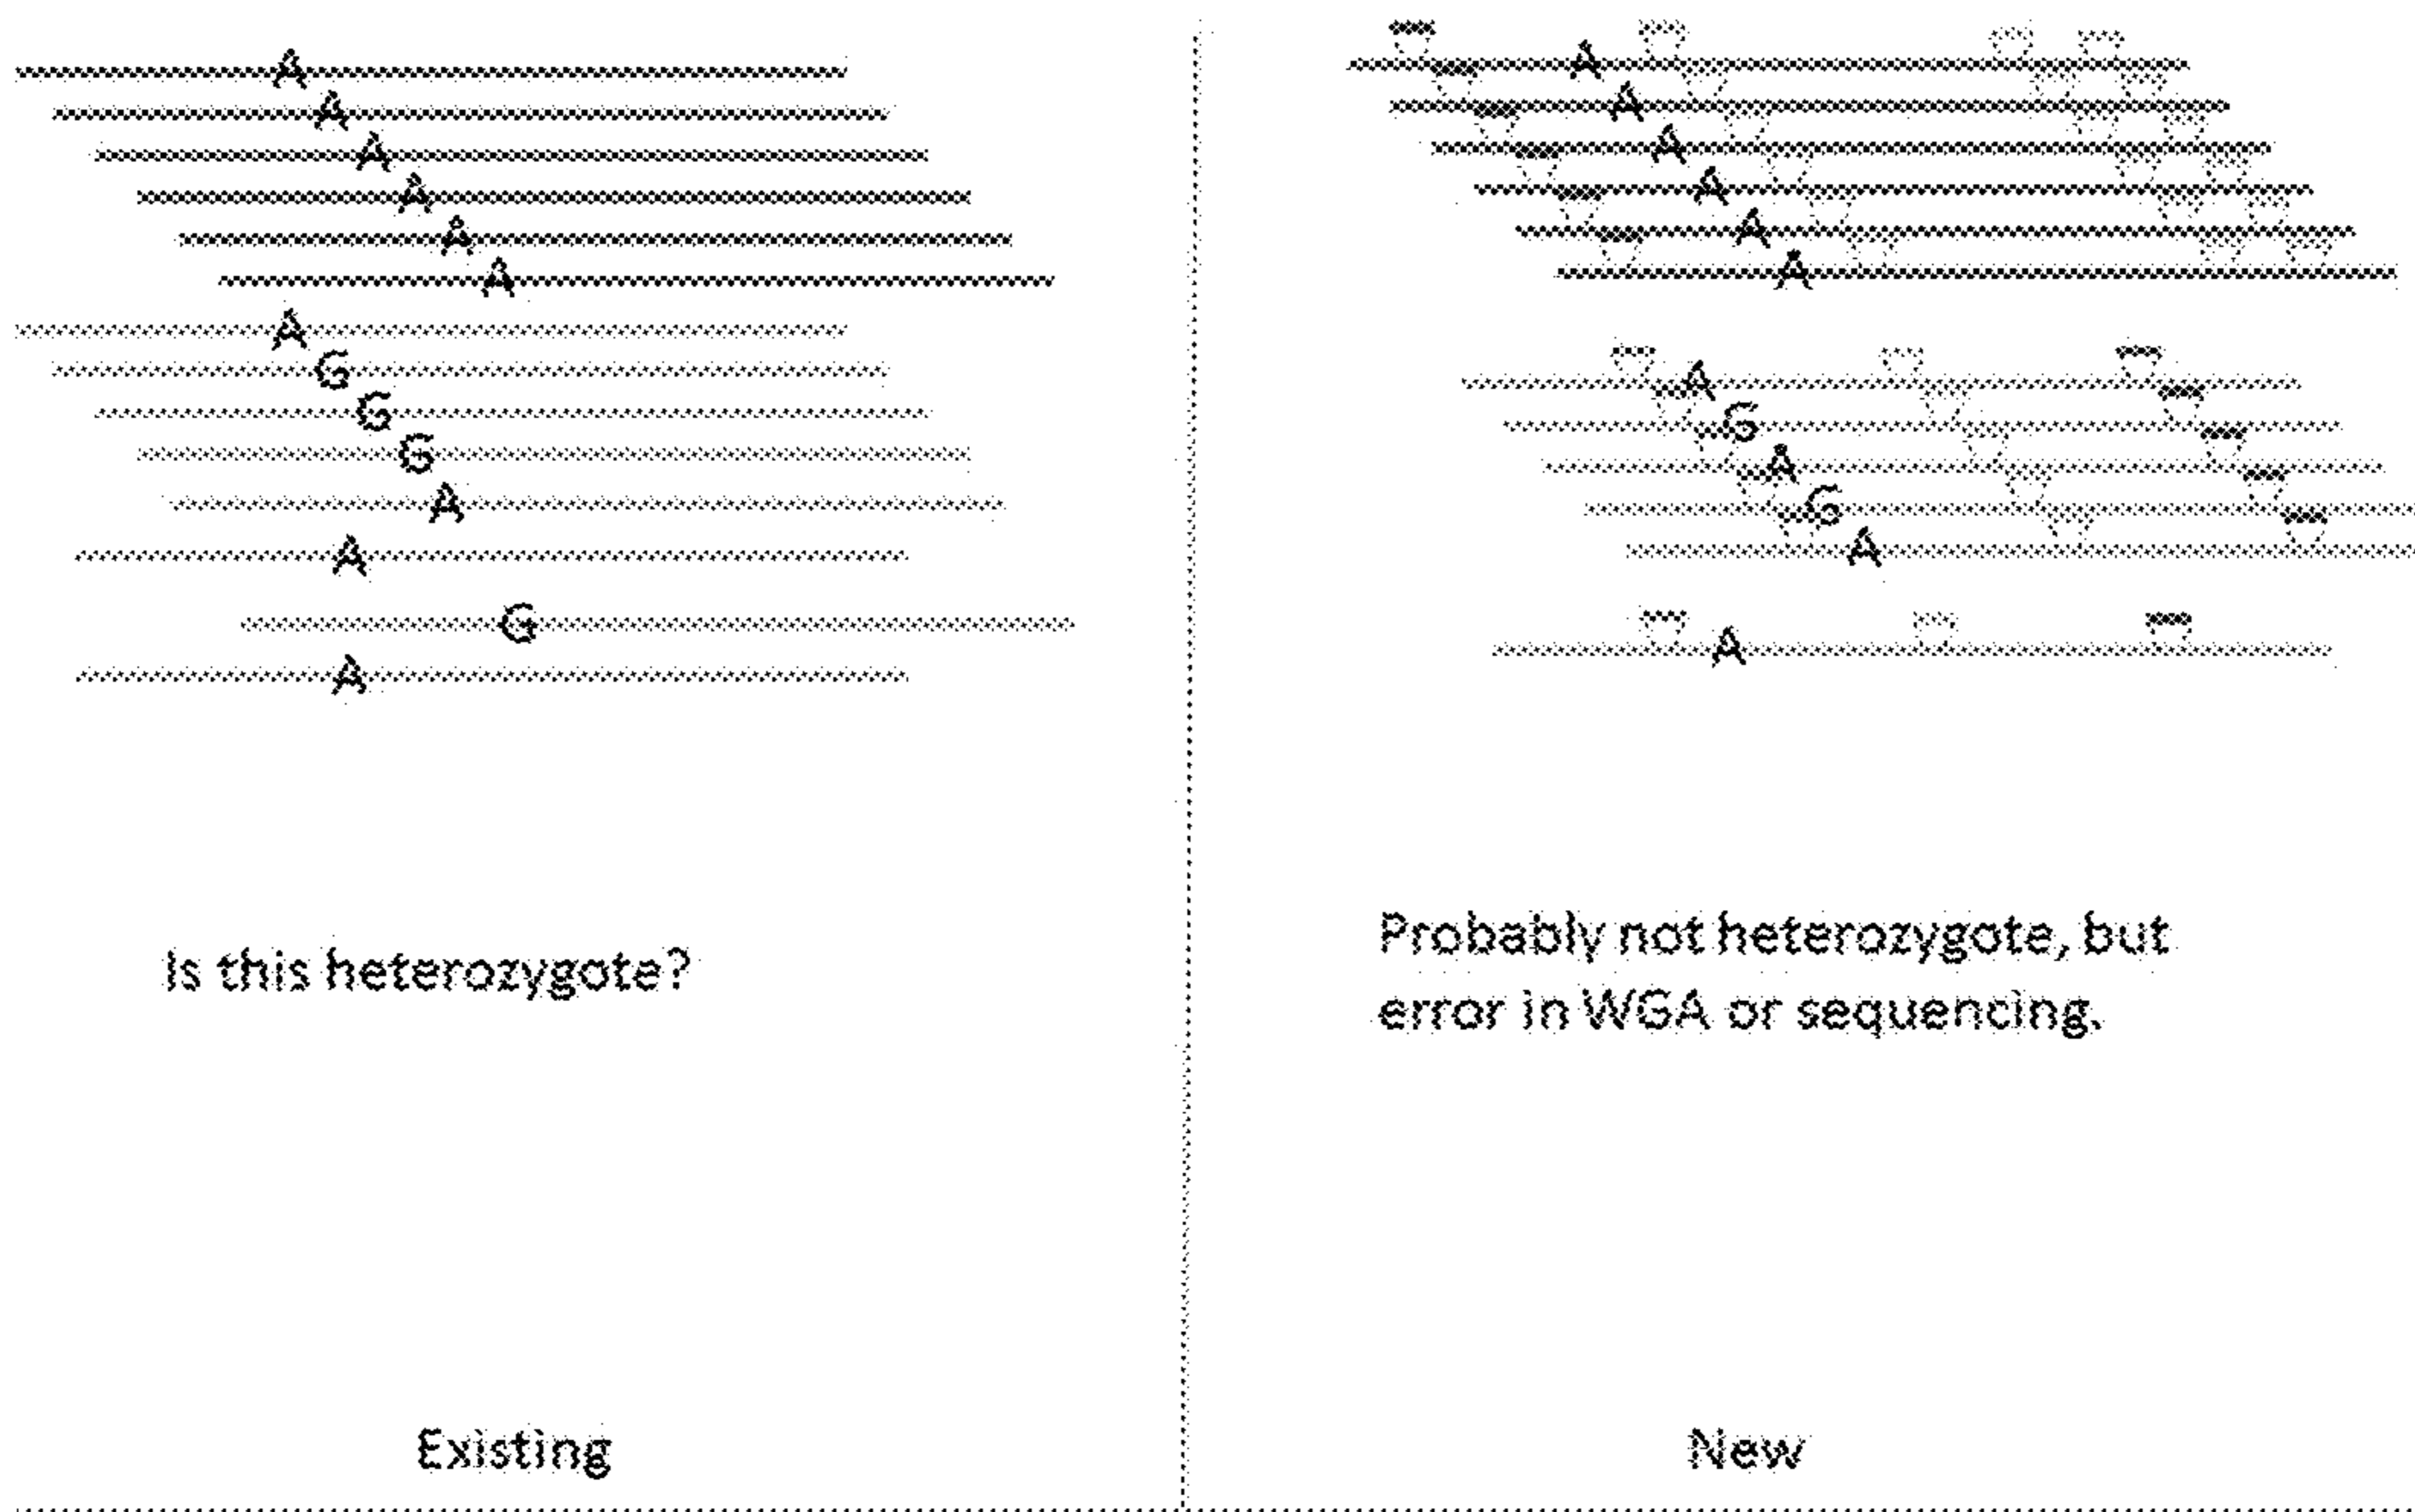 A
A
A
A
A
A
A
G
G
G
A
A
G
A
Is this heterozygote?
Existing
A
A
A
A
A
A
A
G
A
G
A
A
Probably not heterozygote, but
error in WGA or sequencing.
New